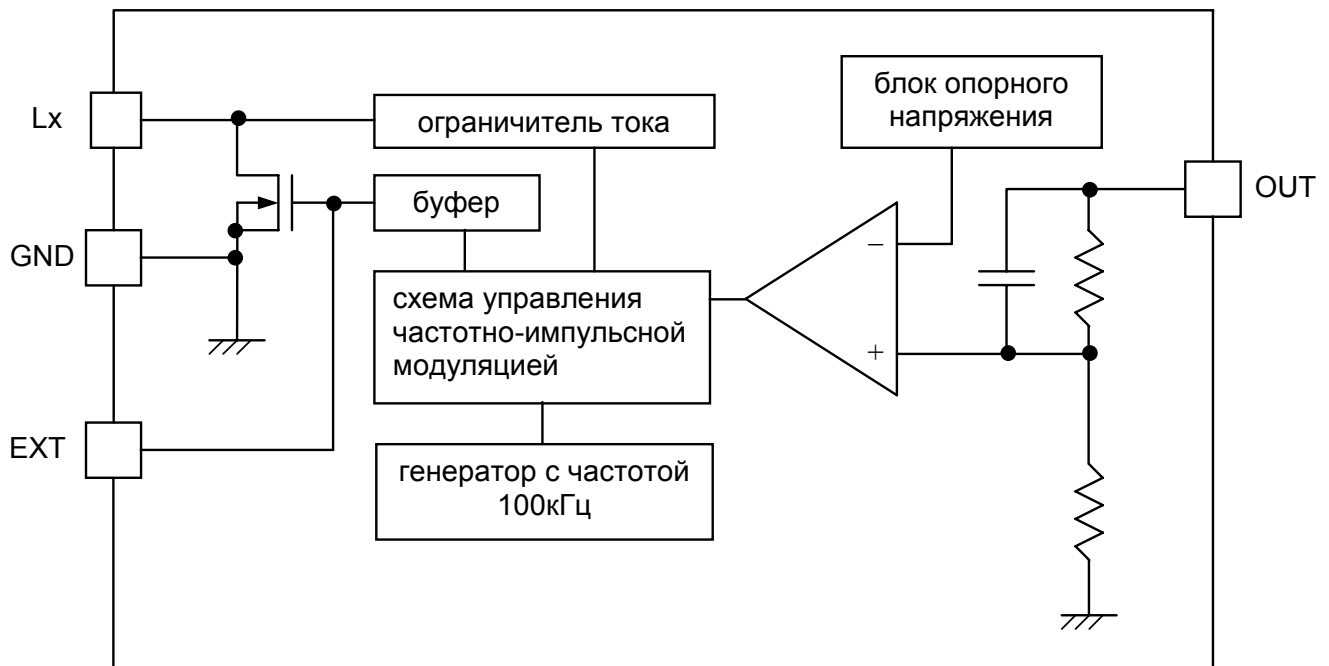 блок опорного
напряжения
Lx
ограничитель тока
OUT
буфер
GND
−
схема управления
частотно-импульсной
модуляцией
+
EXT
генератор с частотой
100кГц